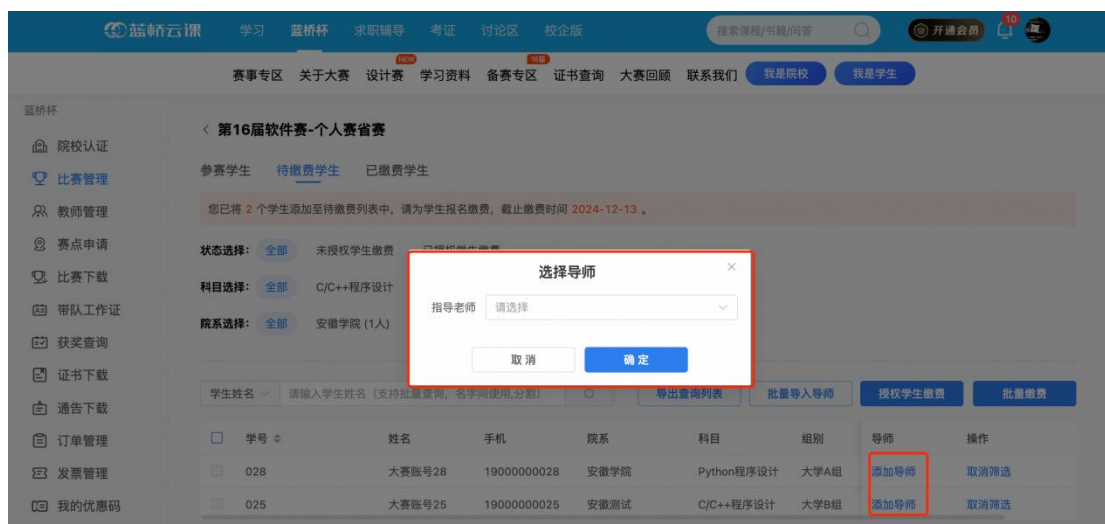 蓝桥云课 学习 蓝桥杯 求职辅导 考证 讨论区 校企版 搜索课程/书籍/问答 开通会员 10
NEW 16届
赛事专区 关于大赛 设计赛 学习资料 备赛专区 证书查询 大赛回顾 联系我们 我是院校 我是学生
蓝桥杯
院校认证
比赛管理
教师管理
赛点申请
比赛下载
带队工作证
获奖查询
证书下载
通告下载
订单管理
发票管理
我的优惠码
第16届软件赛-个人赛省赛
参赛学生 待缴费学生 已缴费学生
您已将 2 个学生添加至待缴费列表中，请为学生报名缴费，截止缴费时间 2024-12-13 。
状态选择： 全部 未授权学生缴费 已授权学生缴费
科目选择： 全部 C/C++程序设计
院系选择： 全部 安徽学院 (1人)
选择导师
指导老师 请选择
取消 确定
学生姓名 请输入学生姓名（支持批量查询，名字间使用,分割） 导出查询列表 批量导入导师 授权学生缴费 批量缴费
学号 姓名 手机 院系 科目 组别 导师 操作
028 大赛账号28 19000000028 安徽学院 Python程序设计 大学A组 添加导师 取消筛选
025 大赛账号25 19000000025 安徽测试 C/C++程序设计 大学B组 添加导师 取消筛选